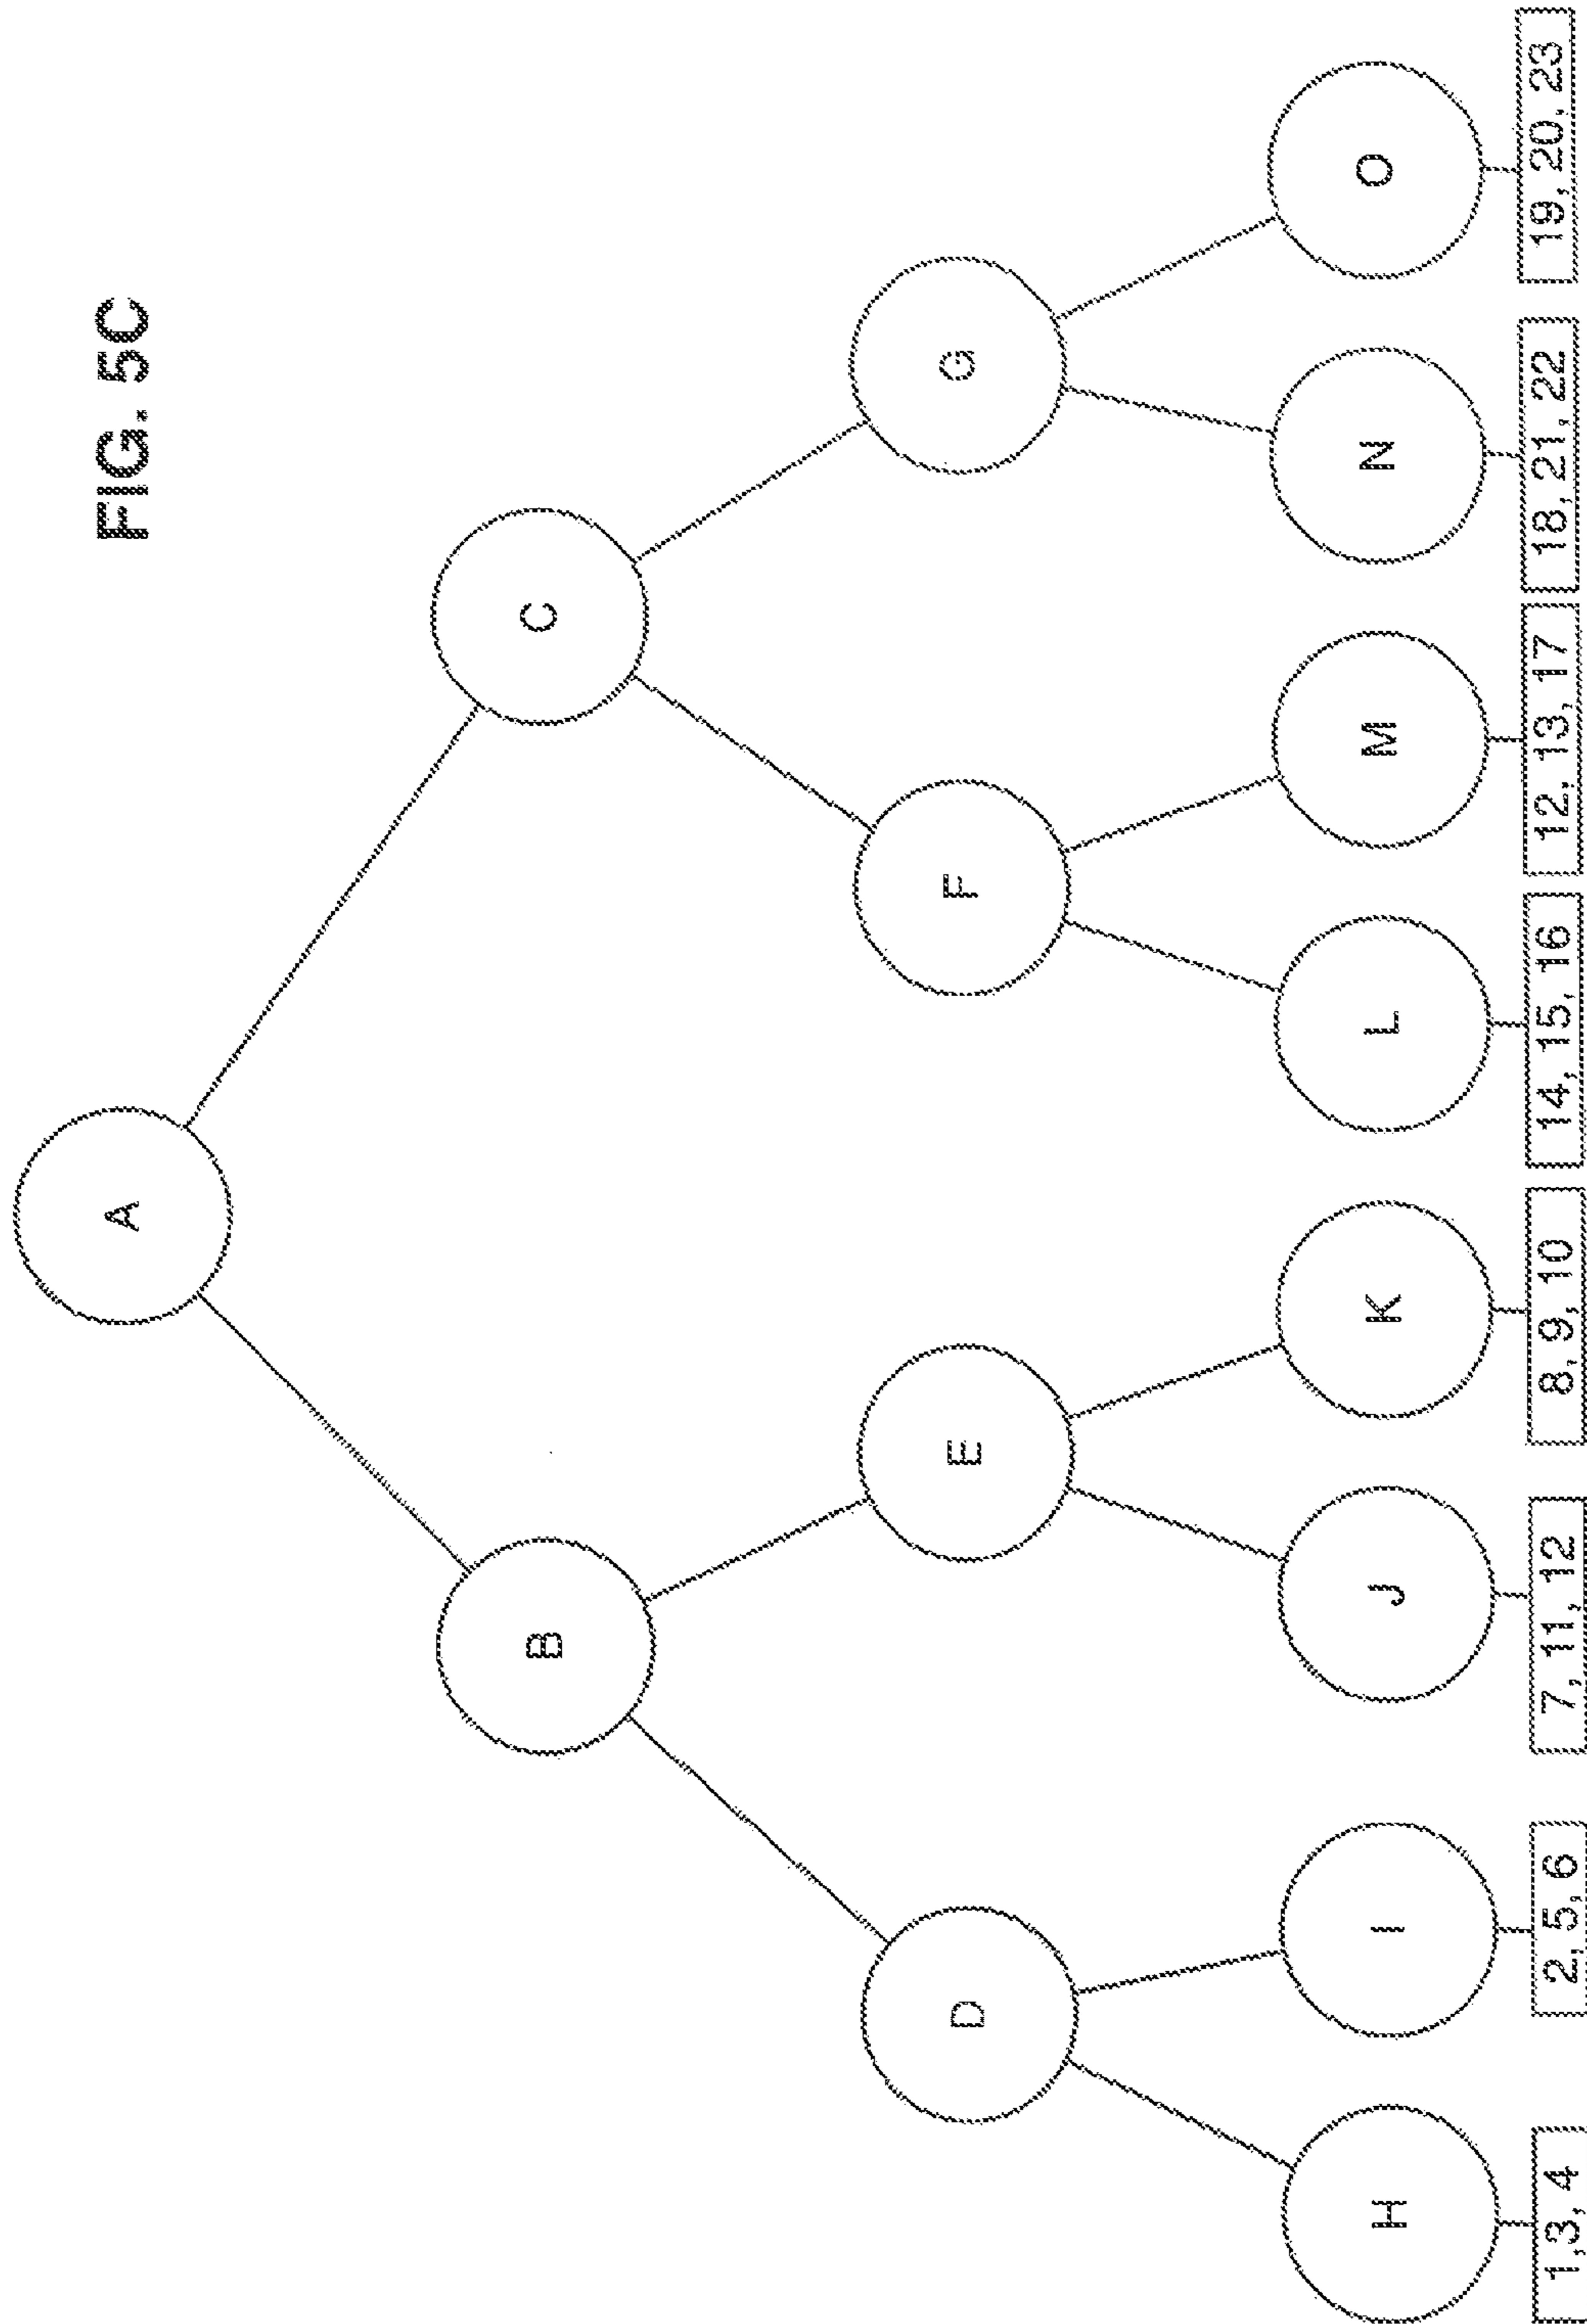 FIG. 5C
A
B
C
D
E
F
G
H
I
J
K
L
M
N
O
1,3, 4
2, 5, 6
7, 11, 12
8, 9, 10
14, 15, 16
12, 13, 17
18, 21, 22
19, 20, 23